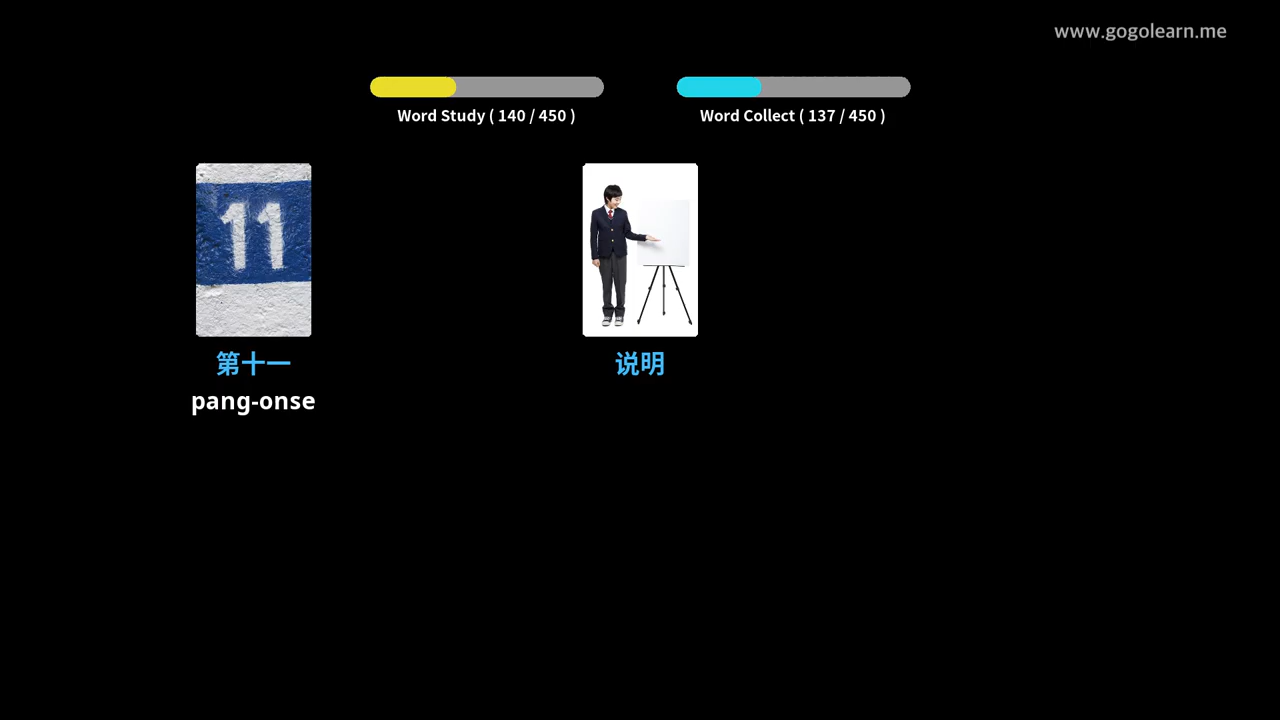 www.gogolearn.me
Word Study ( 140 / 450 )
Word Collect ( 137 / 450 )
11
第十一
pang-onse
说明